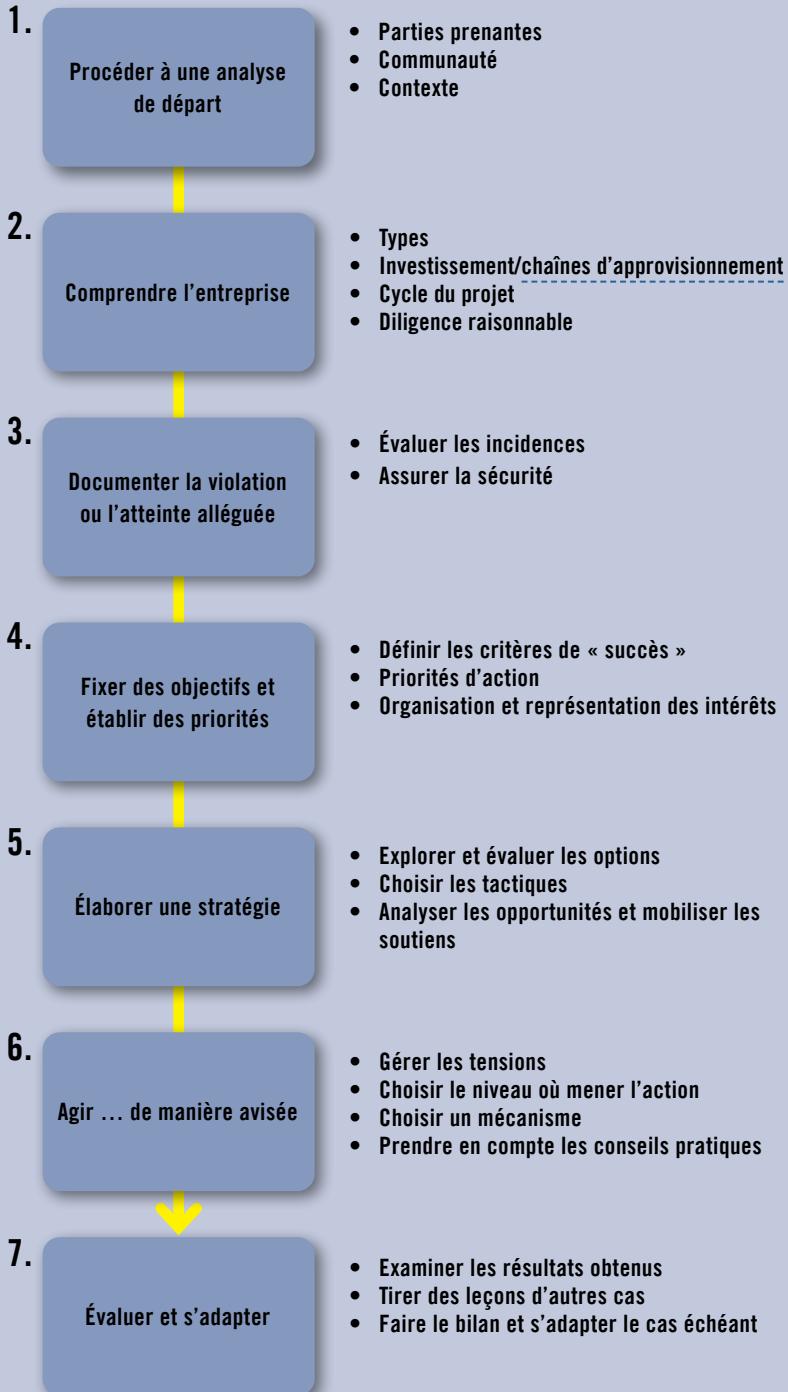 1.
Procéder à une analyse
de départ
• Parties prenantes
• Communauté
• Contexte
2.
Comprendre l’entreprise
• Types
• Investissement/chaînes d’approvisionnement
• Cycle du projet
• Diligence raisonnable
3.
Documenter la violation
ou l’atteinte alléguée
• Évaluer les incidences
• Assurer la sécurité
4.
Fixer des objectifs et
établir des priorités
• Définir les critères de « succès »
• Priorités d’action
• Organisation et représentation des intérêts
5.
Élaborer une stratégie
• Explorer et évaluer les options
• Choisir les tactiques
• Analyser les opportunités et mobiliser les
soutiens
6.
Agir … de manière avisée
• Gérer les tensions
• Choisir le niveau où mener l’action
• Choisir un mécanisme
• Prendre en compte les conseils pratiques
7.
Évaluer et s’adapter
• Examiner les résultats obtenus
• Tirer des leçons d’autres cas
• Faire le bilan et s’adapter le cas échéant